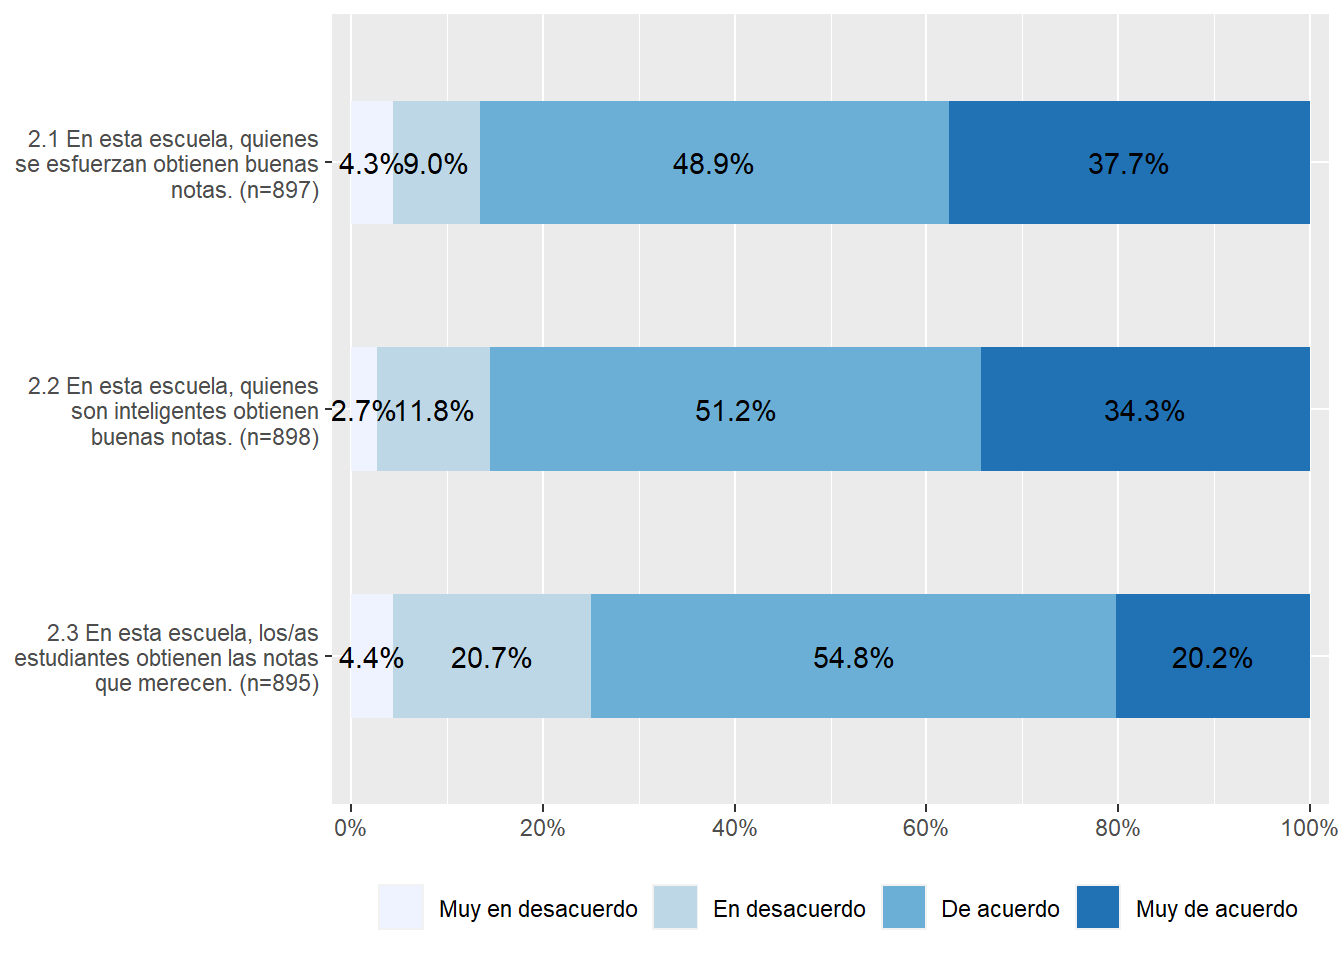 2.1 En esta escuela, quienes
se esfuerzan obtienen buenas
notas. (n=897)
4.3% 9.0% 48.9% 37.7%
2.2 En esta escuela, quienes
son inteligentes obtienen
buenas notas. (n=898)
2.7% 11.8% 51.2% 34.3%
2.3 En esta escuela, los/as
estudiantes obtienen las notas
que merecen. (n=895)
4.4% 20.7% 54.8% 20.2%
0% 20% 40% 60% 80% 100%
Muy en desacuerdo En desacuerdo De acuerdo Muy de acuerdo